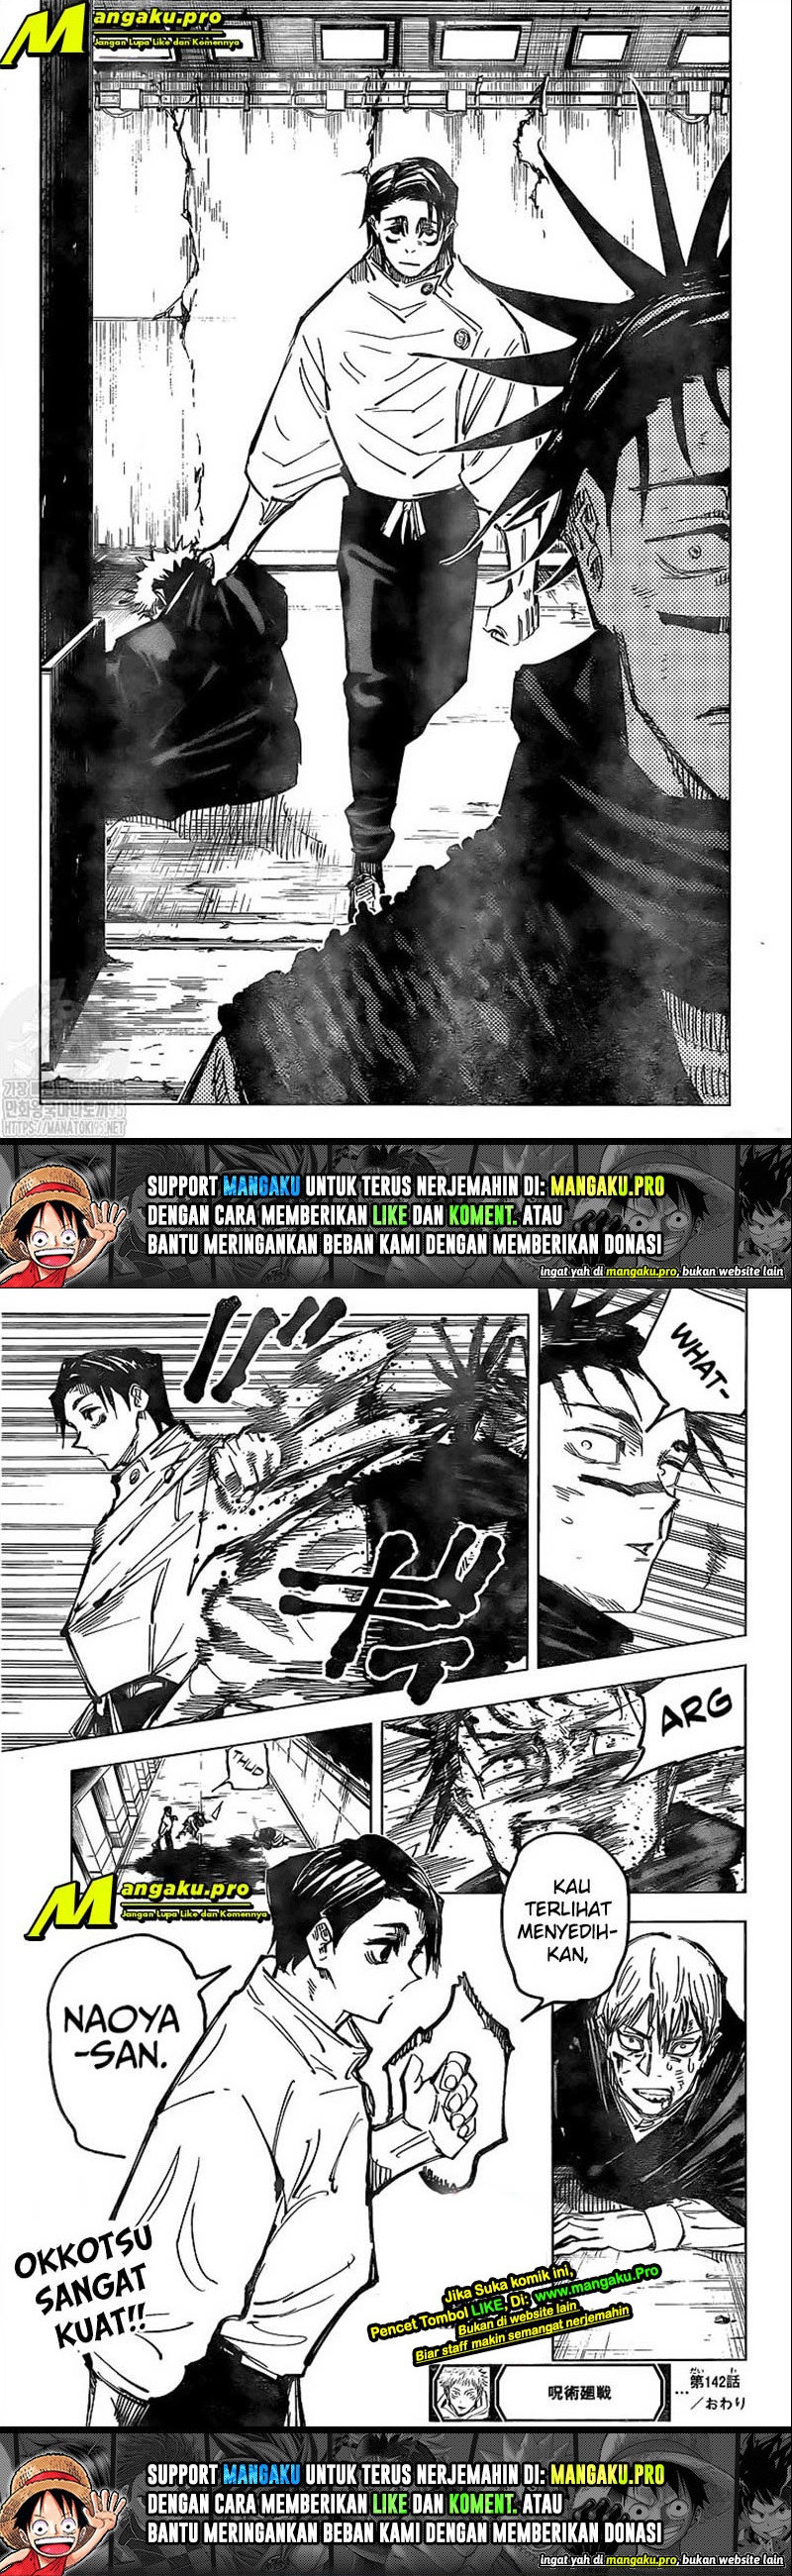 Mangaku.pro
Jangan Lupa Like dan Komennya
HTTPS://MANATOKI95.NET
SUPPORT MANGAKU UNTUK TERUS NERJEMAHIN DI: MANGAKU.PRO
DENGAN CARA MEMBERIKAN LIKE DAN KOMENT. ATAU
BANTU MERINGANKAN BEBAN KAMI DENGAN MEMBERIKAN DONASI
ingat yah di mangaku.pro, bukan website lain
WHAT-
ARG
THUD
Mangaku.pro
Jangan Lupa Like dan Komennya
KAU
TERLIHAT
MENYEDIH-
KAN,
NAOYA
-SAN.
OKKOTSU
SANGAT
KUAT!!
Jika Suka komik ini,
Pencet Tombol LIKE, Di: www.mangaku.Pro
Bukan di website lain
Biar staff makin semangat nerjemahin
呪術廻戦
…第142話
／おわり
SUPPORT MANGAKU UNTUK TERUS NERJEMAHIN DI: MANGAKU.PRO
DENGAN CARA MEMBERIKAN LIKE DAN KOMENT. ATAU
BANTU MERINGANKAN BEBAN KAMI DENGAN MEMBERIKAN DONASI
ingat yah di mangaku.pro, bukan website lain